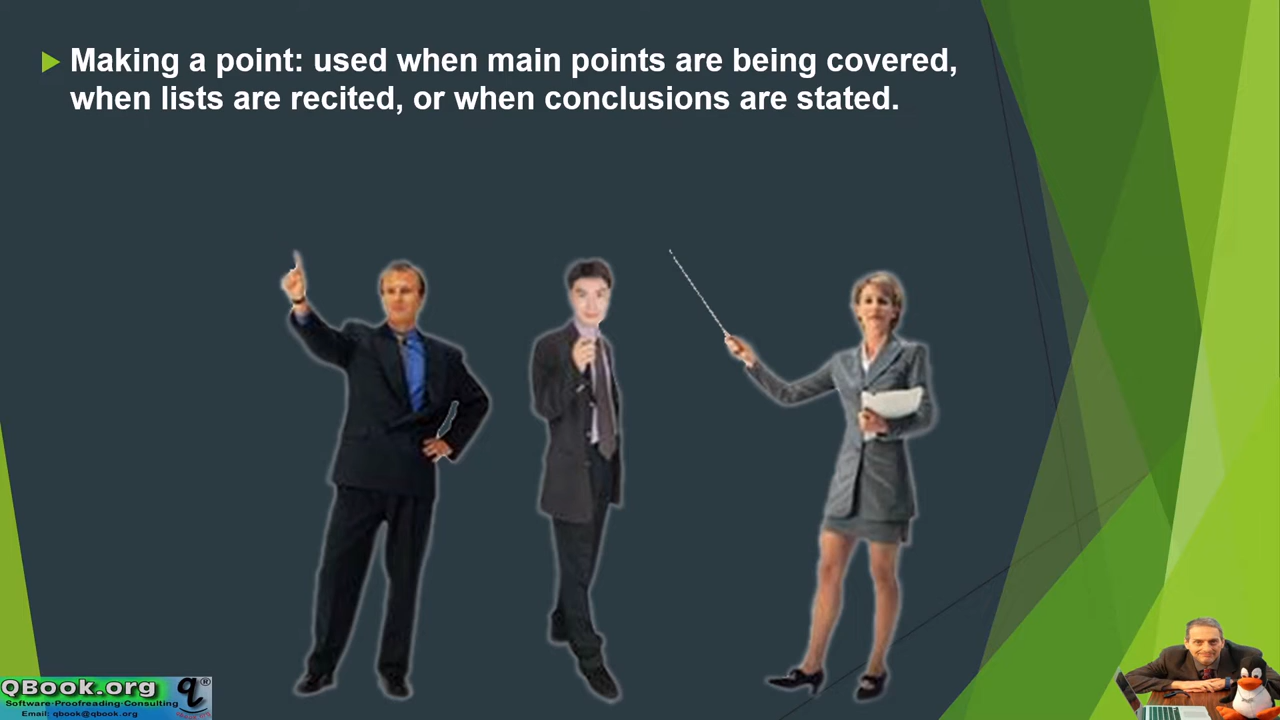 Making a point: used when main points are being covered,
when lists are recited, or when conclusions are stated.
QBook.org
q®
Software·Proofreading·Consulting
Email: qbook@qbook.org